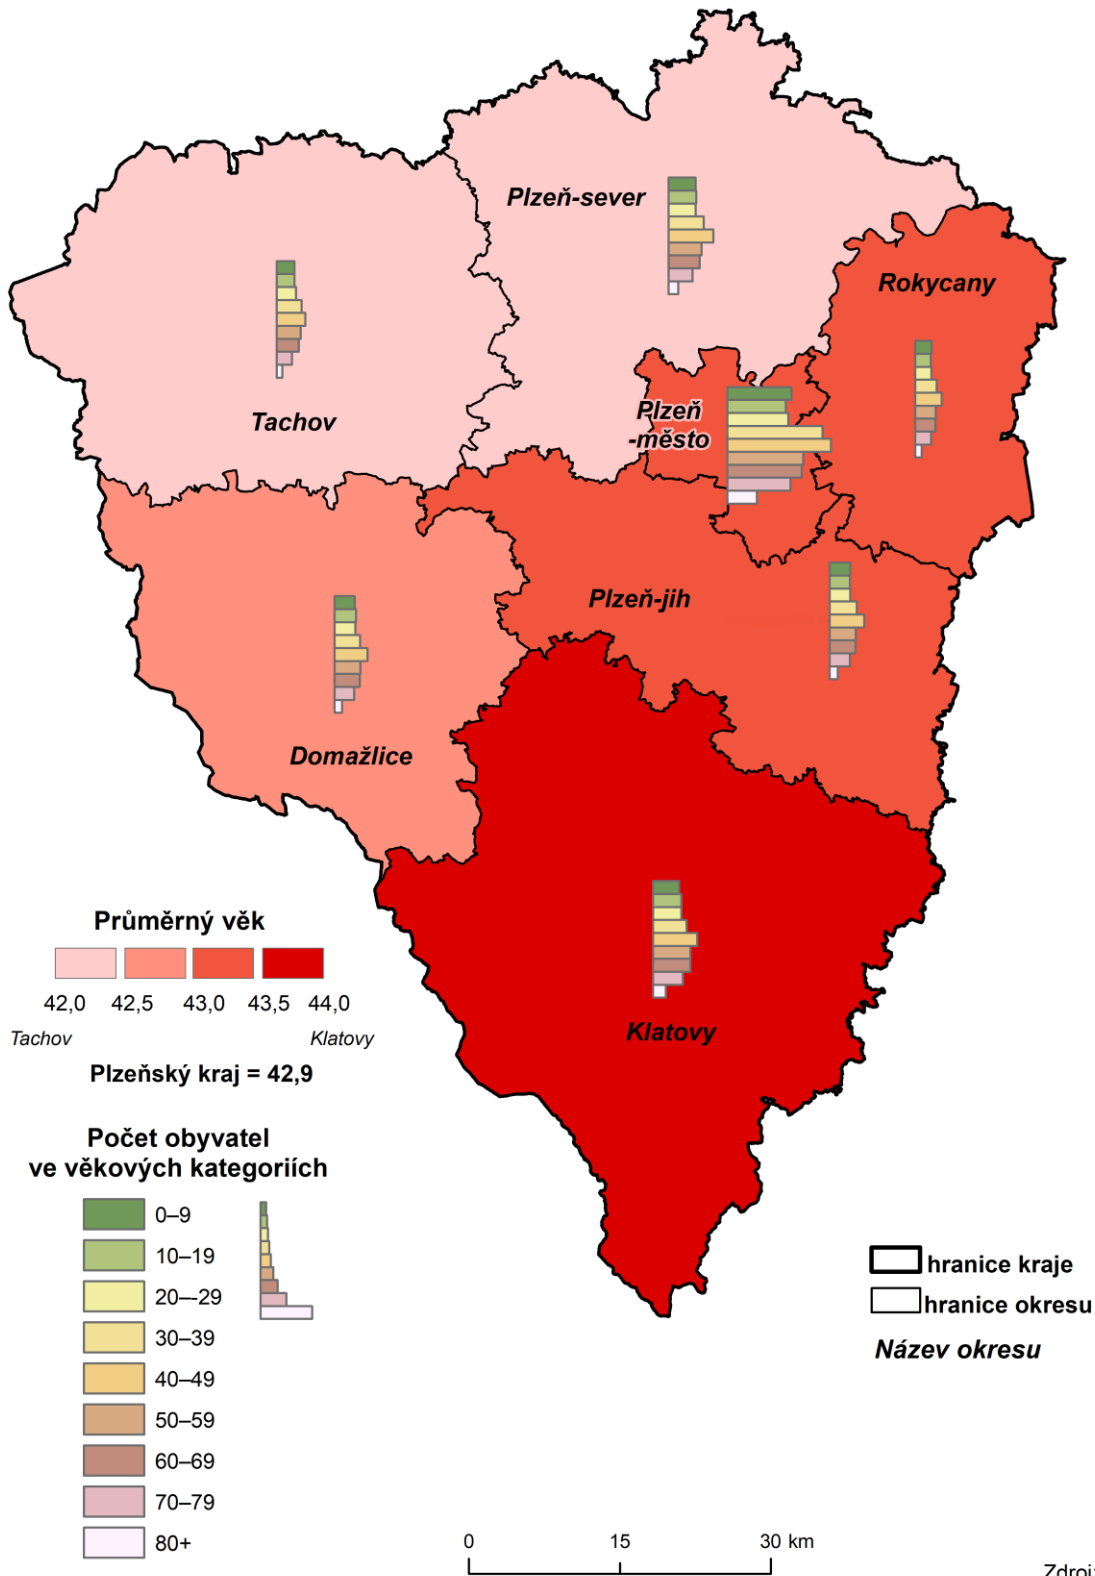 Plzeň-sever
Rokycany
Tachov
Plzeň
-město
Plzeň-jih
Domažlice
Klatovy
Průměrný věk
42,0 42,5 43,0 43,5 44,0
Tachov Klatovy
Plzeňský kraj = 42,9
Počet obyvatel
ve věkových kategoriích
0–9
10–19
20–-29
30–39
40–49
50–59
60–69
70–79
80+
hranice kraje
hranice okresu
Název okresu
0 15 30 km
Zdroj: